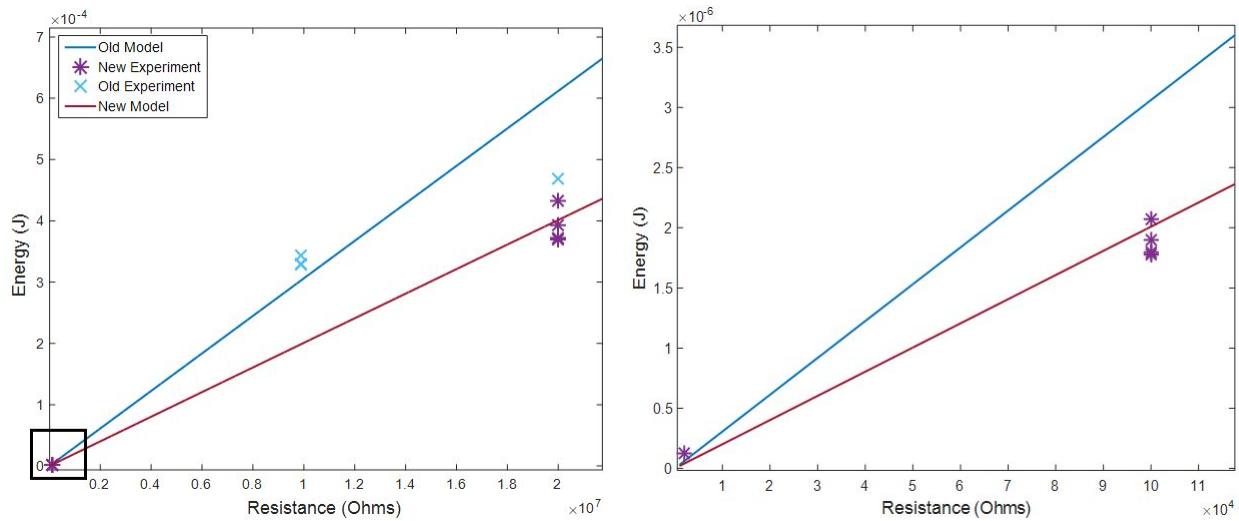 ×10⁻⁴
7
6
5
4
3
2
1
0
Energy (J)
Old Model
New Experiment
Old Experiment
New Model
0.2 0.4 0.6 0.8 1 1.2 1.4 1.6 1.8 2
Resistance (Ohms)
×10⁷
×10⁻⁶
3.5
3
2.5
2
1.5
1
0.5
0
Energy (J)
1 2 3 4 5 6 7 8 9 10 11
Resistance (Ohms)
×10⁴